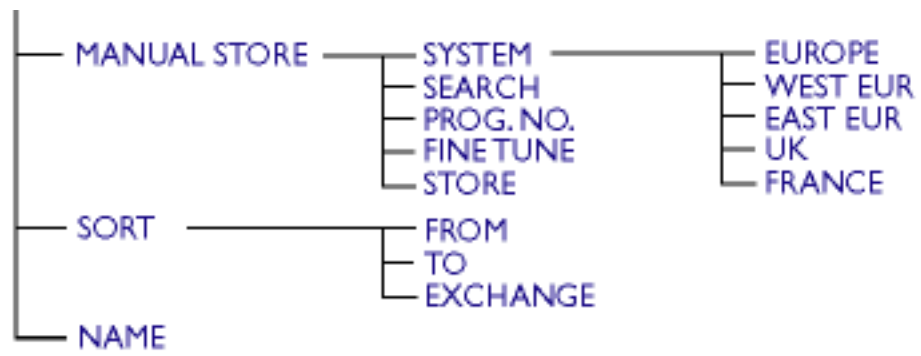 MANUAL STORE SYSTEM EUROPE
SEARCH WEST EUR
PROG. NO. EAST EUR
FINE TUNE UK
STORE FRANCE
SORT FROM
TO
EXCHANGE
NAME